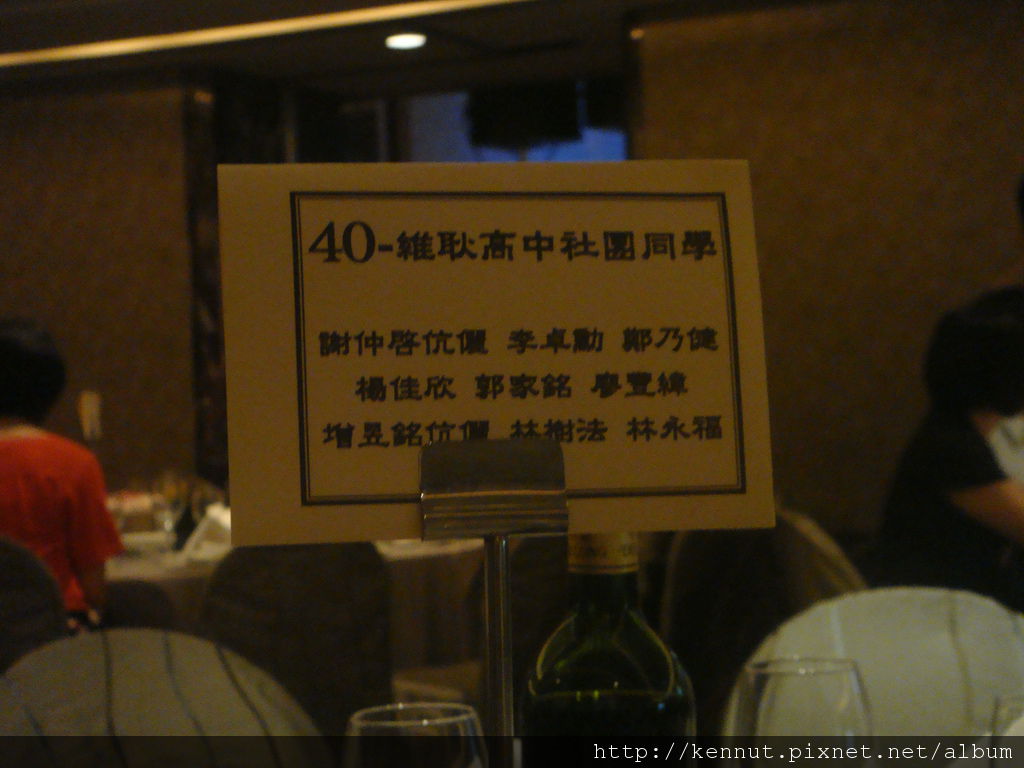 40-維耿高中社團同學
謝仲啓伉儷 李卓勳 鄭乃健
楊佳欣 郭家銘 廖豐緯
增昱銘伉儷 林樹法 林永福
http://kennut.pixnet.net/album